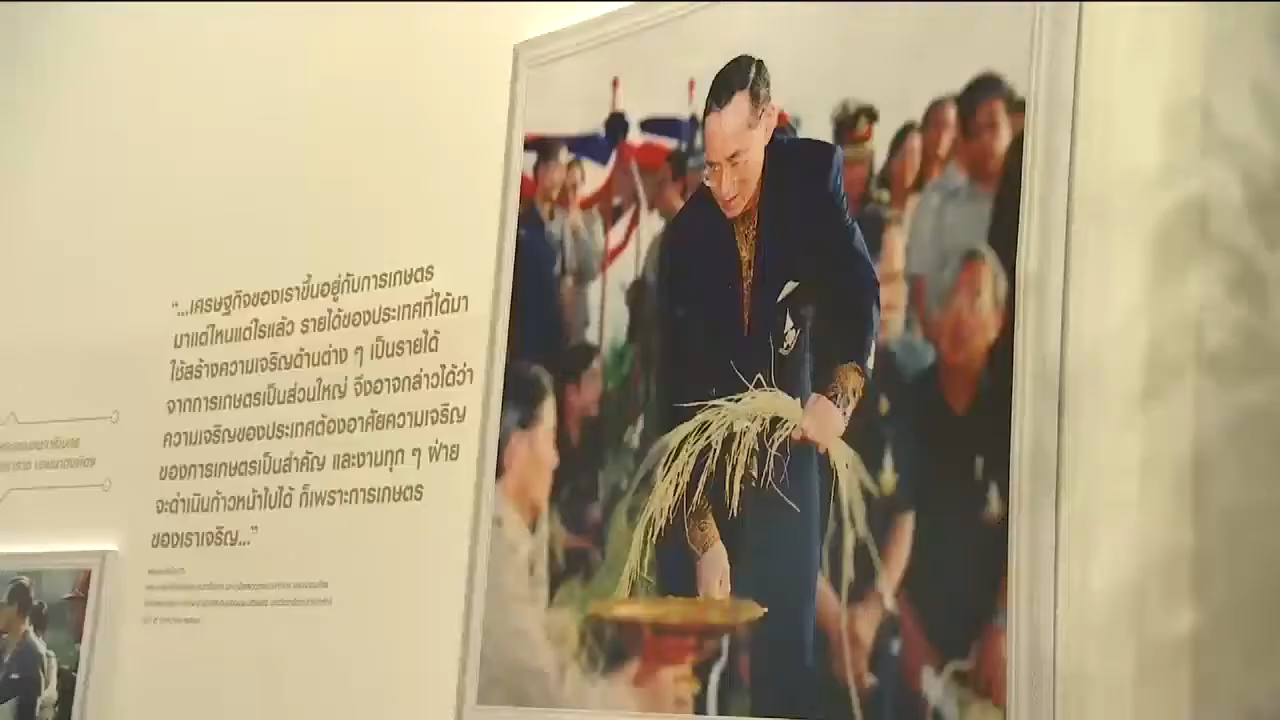 “...เศรษฐกิจของเราขึ้นอยู่กับการเกษตร
มาแต่ไหนแต่ไรแล้ว รายได้ของประเทศที่ได้มา
ใช้สร้างความเจริญด้านต่าง ๆ เป็นรายได้
จากการเกษตรเป็นส่วนใหญ่ จึงอาจกล่าวได้ว่า
ความเจริญของประเทศต้องอาศัยความเจริญ
ของการเกษตรเป็นสำคัญ และงานทุก ๆ ฝ่าย
จะดำเนินก้าวหน้าไปได้ ก็เพราะการเกษตร
ของเราเจริญ...”